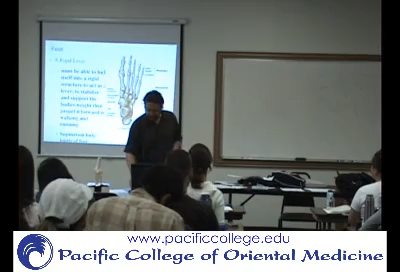 Foot
A Rigid Lever
must be able to lock
itself into a rigid
structure to act as
lever, to stabilize
and support the
bodies weight then
propel it forward in
walking and
running
www.pacificcollege.edu
Pacific College of Oriental Medicine